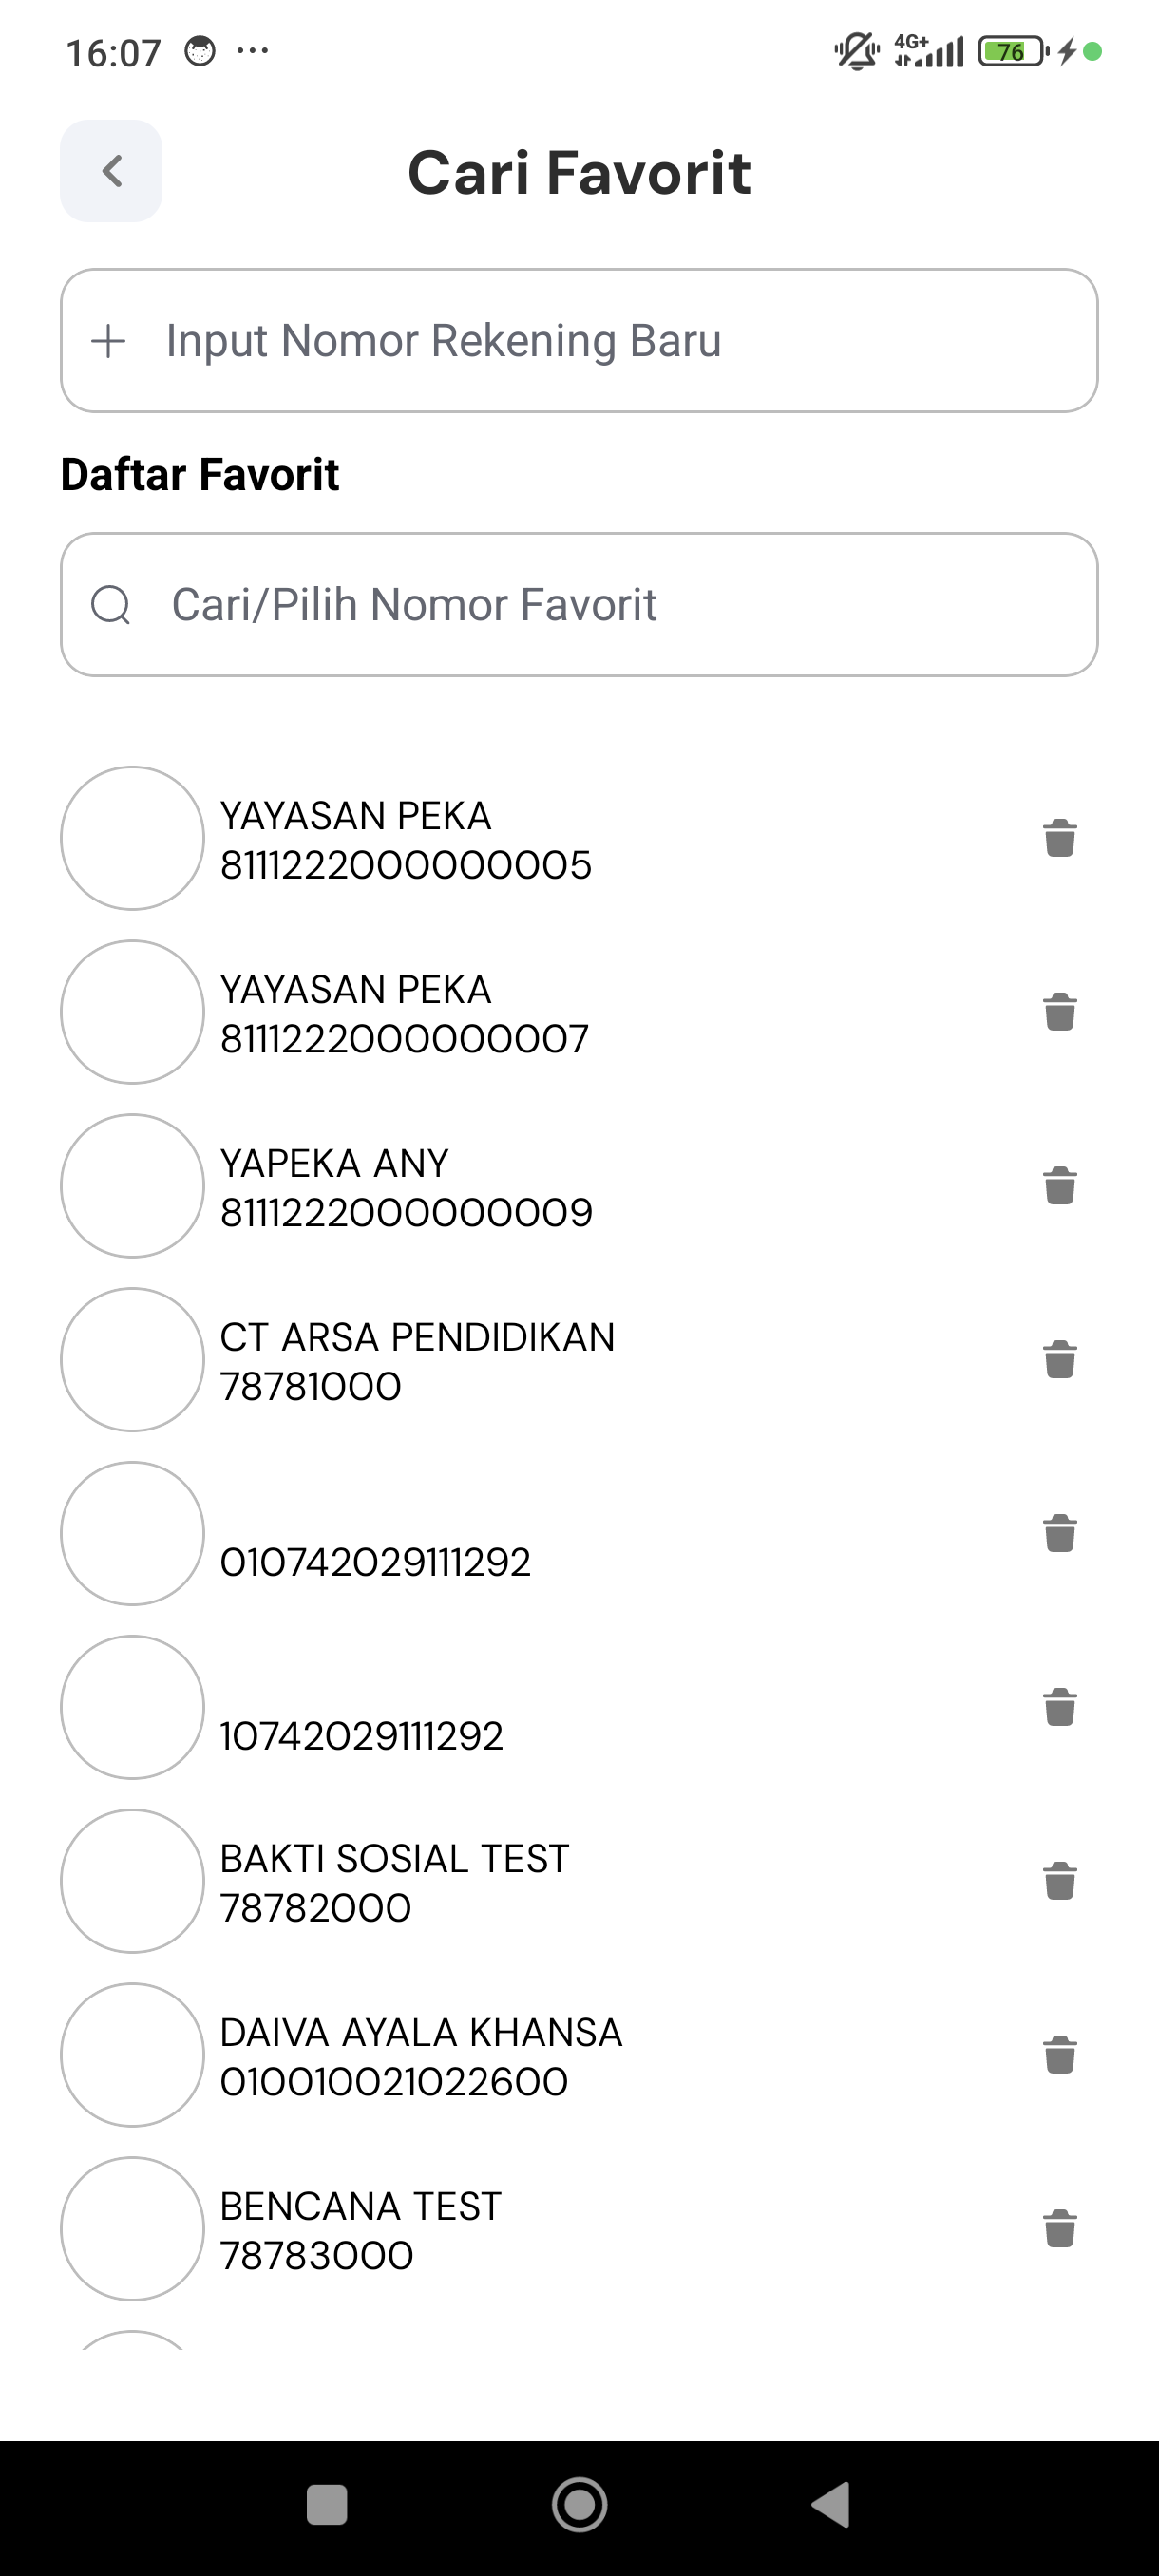 16:07
4G+
76
Cari Favorit
Input Nomor Rekening Baru
Daftar Favorit
Cari/Pilih Nomor Favorit
YAYASAN PEKA
8111222000000005
YAYASAN PEKA
8111222000000007
YAPEKA ANY
8111222000000009
CT ARSA PENDIDIKAN
78781000
010742029111292
10742029111292
BAKTI SOSIAL TEST
78782000
DAIVA AYALA KHANSA
010010021022600
BENCANA TEST
78783000